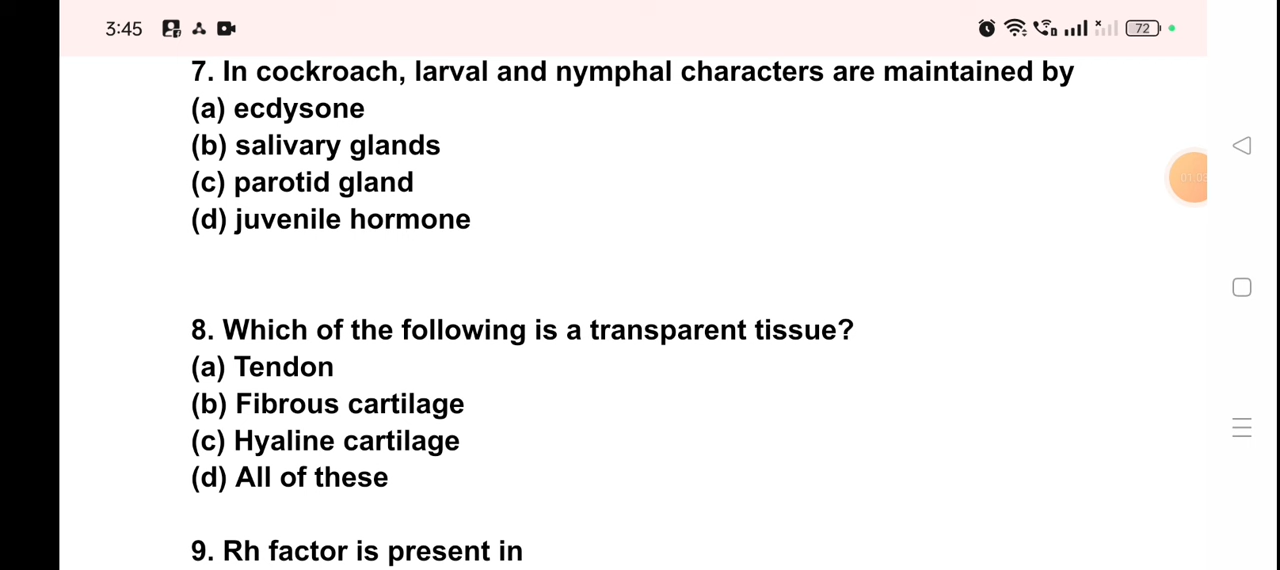 3:45
72
7. In cockroach, larval and nymphal characters are maintained by
(a) ecdysone
(b) salivary glands
(c) parotid gland
(d) juvenile hormone
8. Which of the following is a transparent tissue?
(a) Tendon
(b) Fibrous cartilage
(c) Hyaline cartilage
(d) All of these
9. Rh factor is present in